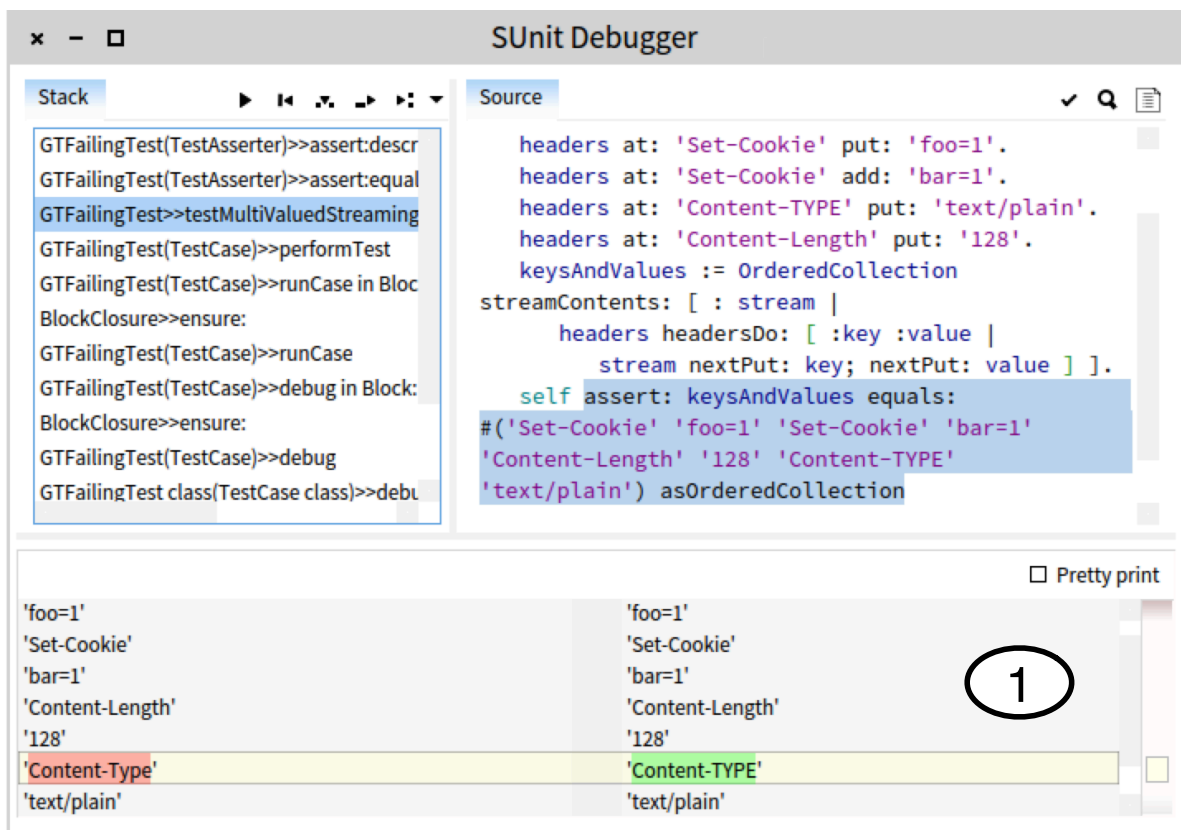 SUnit Debugger
Stack
GTFailingTest(TestAsserter)>>assert:descr
GTFailingTest(TestAsserter)>>assert:equal
GTFailingTest>>testMultiValuedStreaming
GTFailingTest(TestCase)>>performTest
GTFailingTest(TestCase)>>runCase in Bloc
BlockClosure>>ensure:
GTFailingTest(TestCase)>>runCase
GTFailingTest(TestCase)>>debug in Block:
BlockClosure>>ensure:
GTFailingTest(TestCase)>>debug
GTFailingTest class(TestCase class)>>debu
Source
headers at: 'Set-Cookie' put: 'foo=1'.
headers at: 'Set-Cookie' add: 'bar=1'.
headers at: 'Content-TYPE' put: 'text/plain'.
headers at: 'Content-Length' put: '128'.
keysAndValues := OrderedCollection
streamContents: [ : stream |
headers headersDo: [ :key :value |
stream nextPut: key; nextPut: value ] ].
self assert: keysAndValues equals:
#('Set-Cookie' 'foo=1' 'Set-Cookie' 'bar=1'
'Content-Length' '128' 'Content-TYPE'
'text/plain') asOrderedCollection
Pretty print
'foo=1' 'foo=1'
'Set-Cookie' 'Set-Cookie'
'bar=1' 'bar=1'
'Content-Length' 'Content-Length'
'128' '128'
'Content-Type' 'Content-TYPE'
'text/plain' 'text/plain'
1